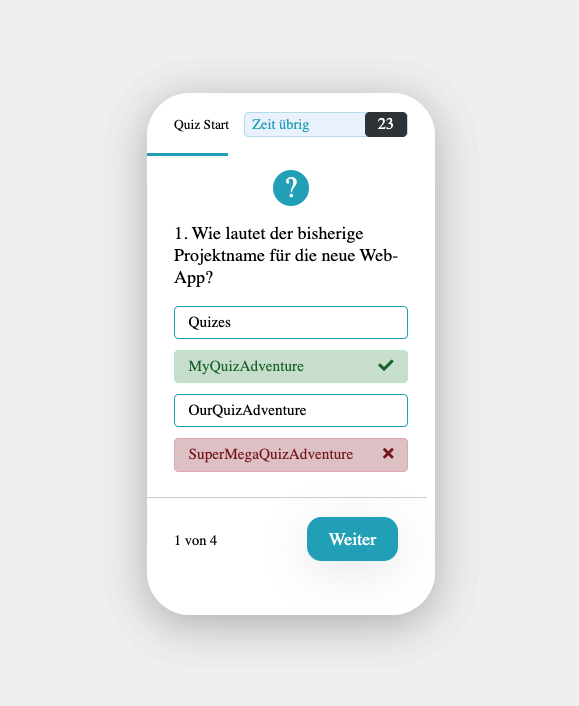 Quiz Start
Zeit übrig
23
?
1. Wie lautet der bisherige
Projektname für die neue Web-
App?
Quizes
MyQuizAdventure
OurQuizAdventure
SuperMegaQuizAdventure
1 von 4
Weiter